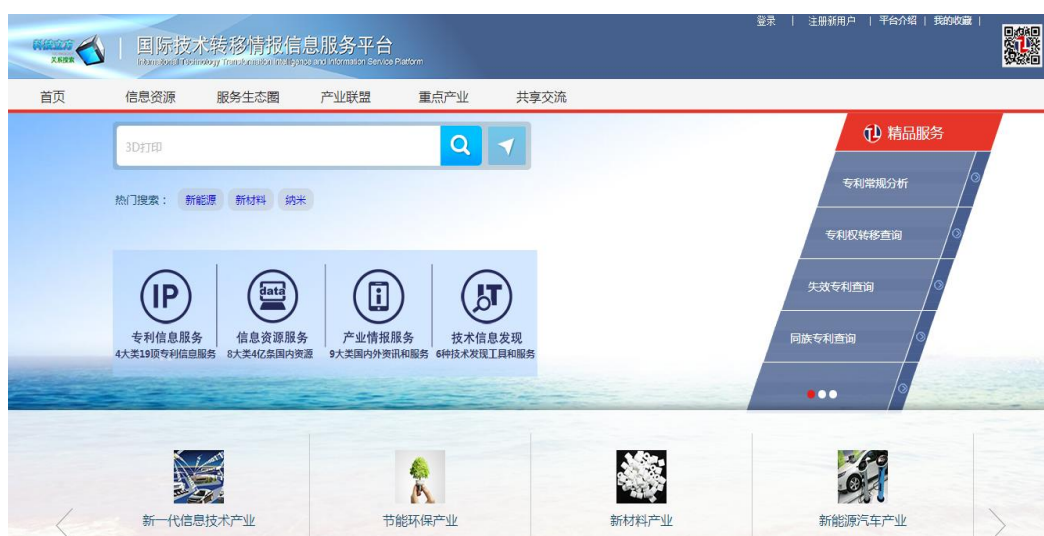 登录 | 注册新用户 | 平台介绍 | 我的收藏 |
科技立方
国际技术转移情报信息服务平台
首页 信息资源 服务生态圈 产业联盟 重点产业 共享交流
3D打印
热门搜索： 新能源 新材料 纳米
精品服务
专利常规分析
专利权转移查询
失效专利查询
同族专利查询
IP data JT
专利信息服务 信息资源服务 产业情报服务 技术信息发现
4大类19项专利信息服务 8大类4亿条国内资源 9大类国内外资讯和服务 6种技术发现工具和服务
新一代信息技术产业 节能环保产业 新材料产业 新能源汽车产业